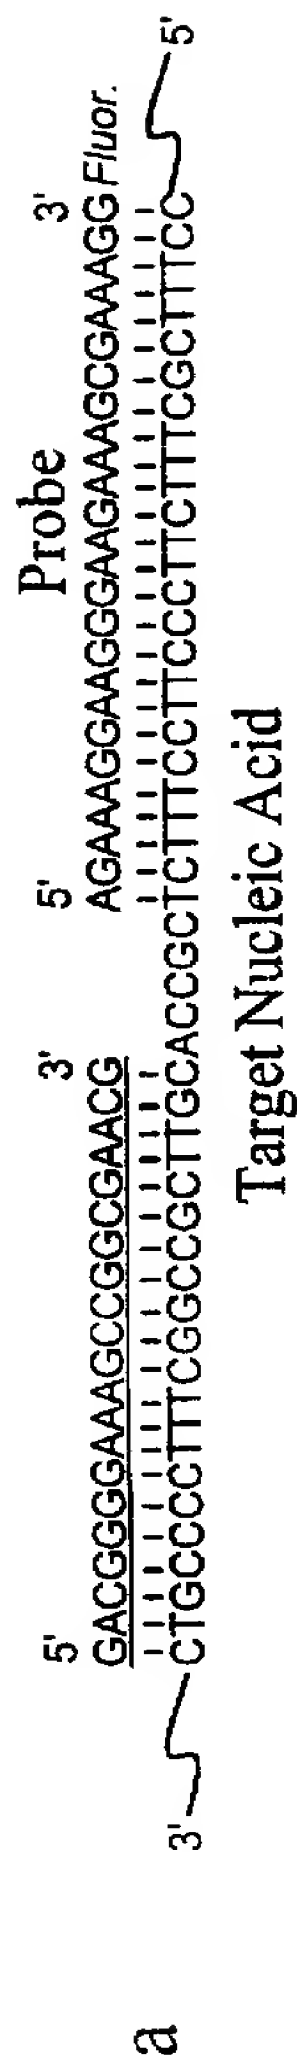 a
Probe
5' 3' 5' 3'
GACGGGGAAAGCCGGCGAACG AGAAAGGAAGGGAAGAAAGCGAAAGG Fluor.
3' CTGCCCCTTTCGGCCGCTTGCACCGCTCTTTCCTTCCCTTCTTTCGCTTTCC 5'
Target Nucleic Acid